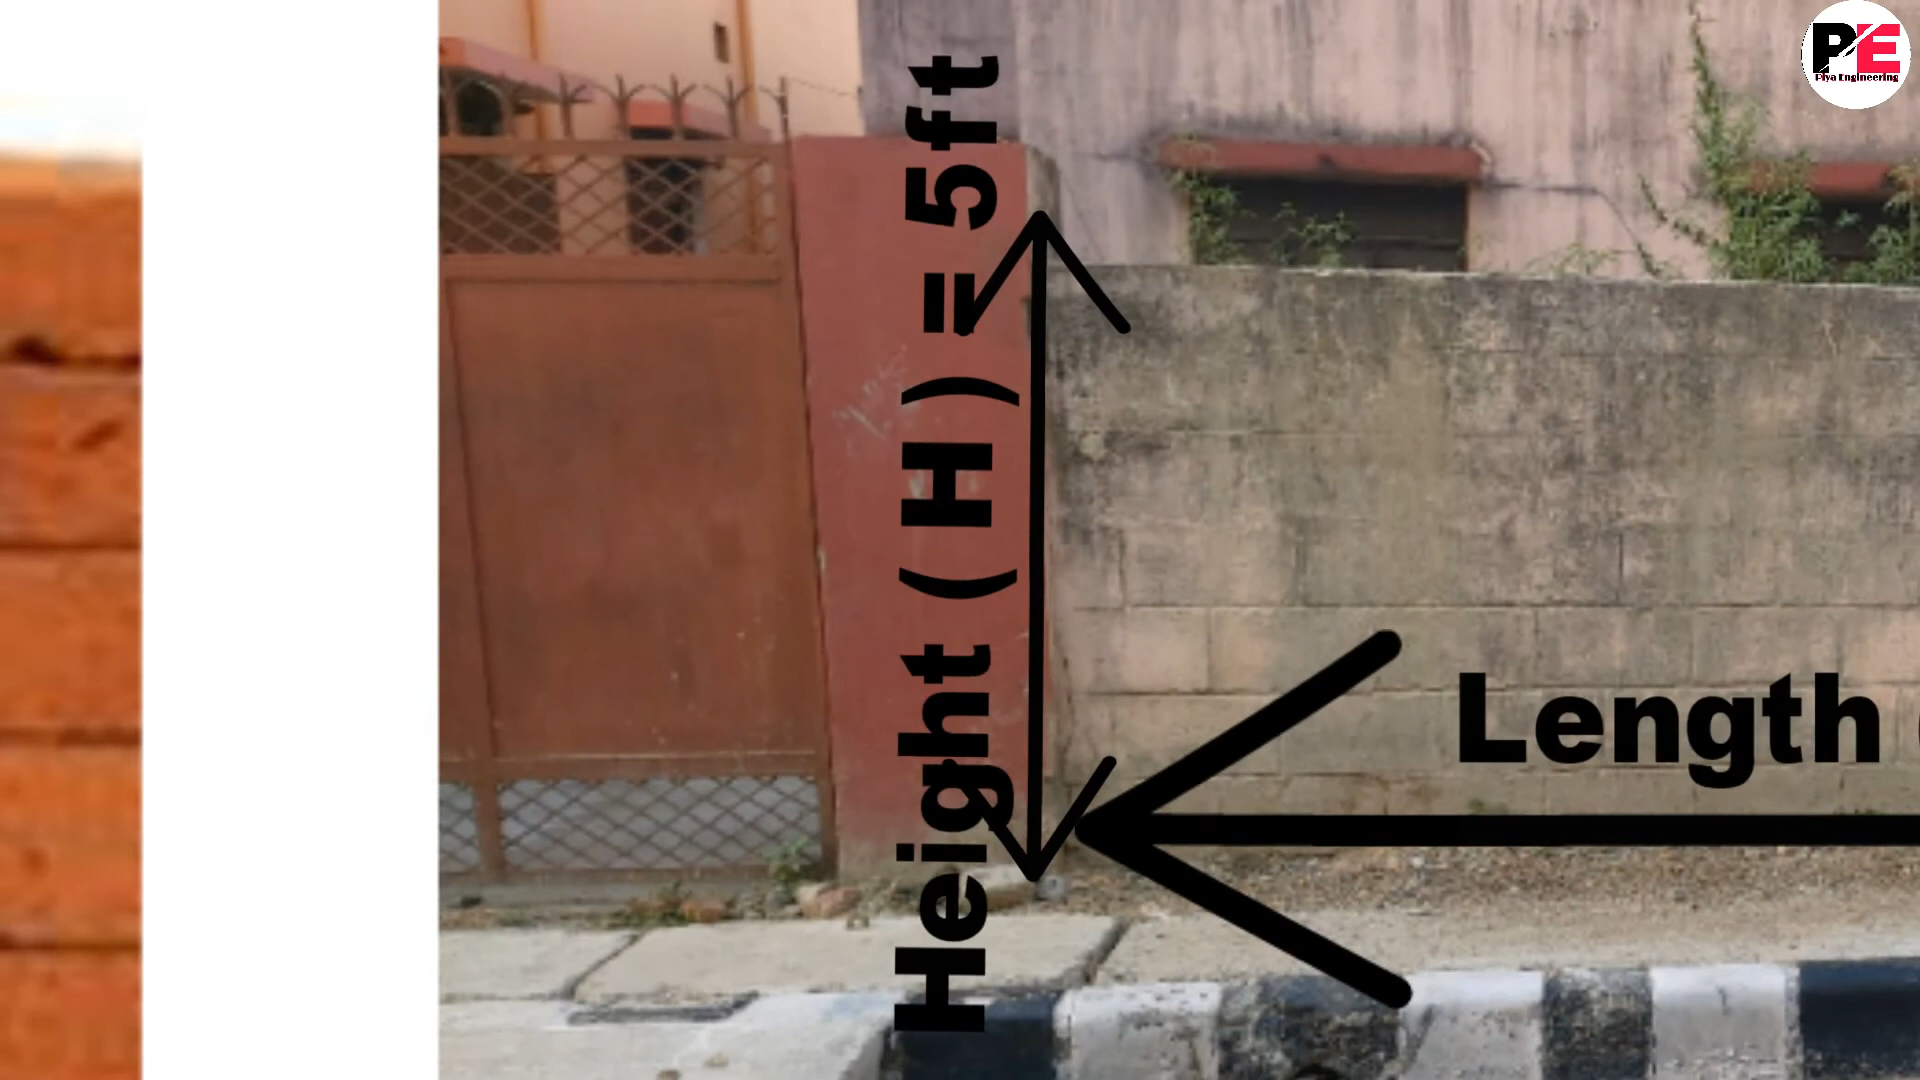 PE
Piya Engineering
Height ( H ) = 5ft
Length